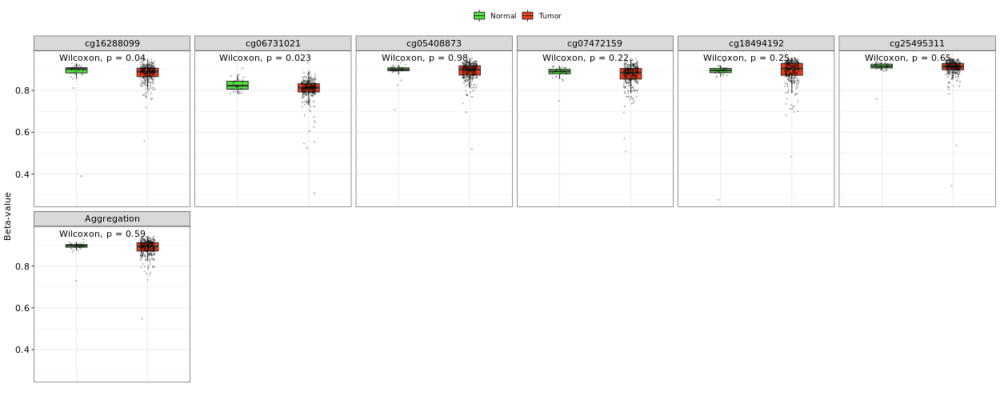 Normal Tumor
cg16288099 cg06731021 cg05408873 cg07472159 cg18494192 cg25495311
Wilcoxon, p = 0.04 Wilcoxon, p = 0.023 Wilcoxon, p = 0.98 Wilcoxon, p = 0.22 Wilcoxon, p = 0.25 Wilcoxon, p = 0.65
0.8
0.6
0.4
Beta-value
Aggregation
Wilcoxon, p = 0.59
0.8
0.6
0.4